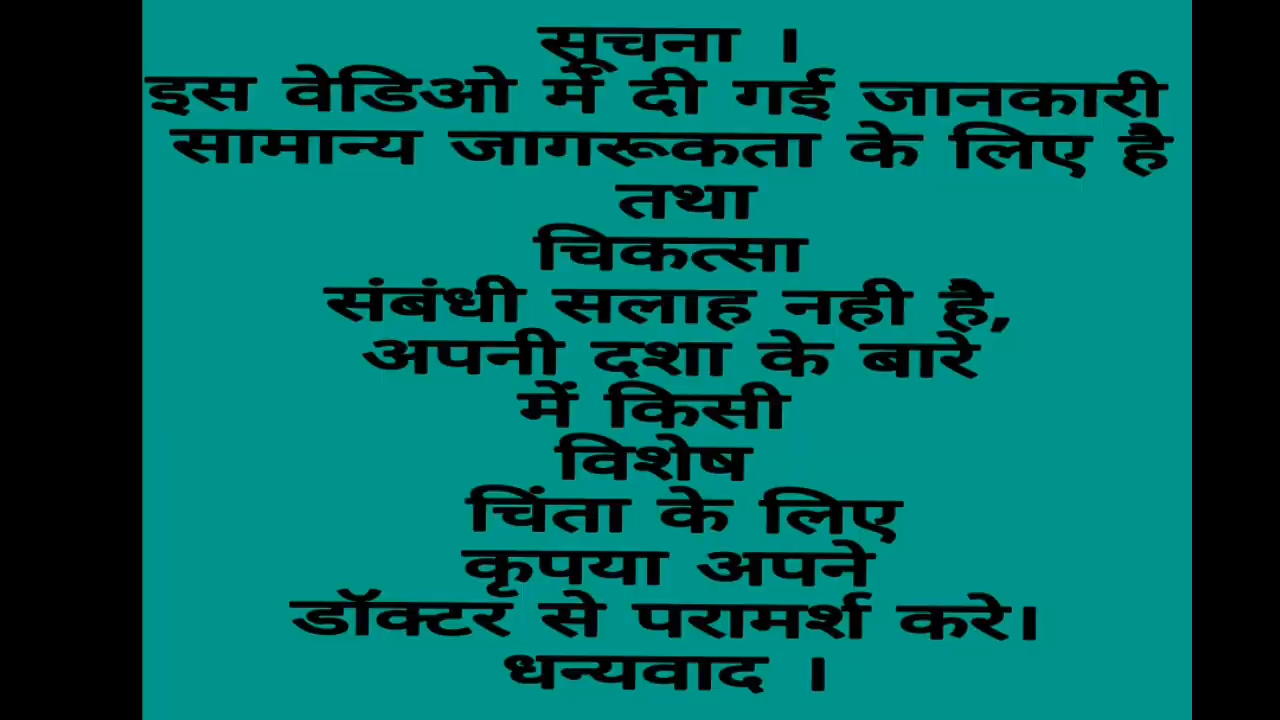 सूचना ।
इस वेडिओ में दी गई जानकारी
सामान्य जागरूकता के लिए है
तथा
चिकत्सा
संबंधी सलाह नही है,
अपनी दशा के बारे
में किसी
विशेष
चिंता के लिए
कृपया अपने
डॉक्टर से परामर्श करे।
धन्यवाद ।